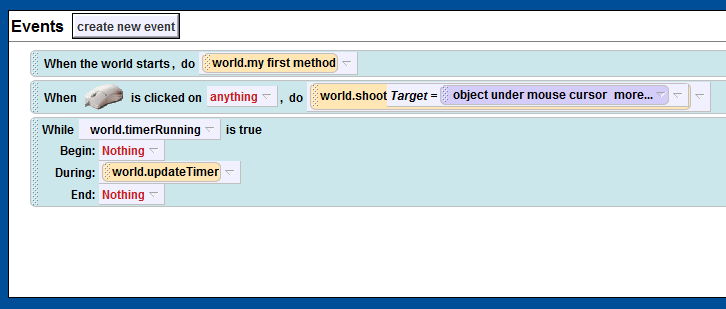 Events create new event
When the world starts, do world.my first method
When is clicked on anything, do world.shoot Target = object under mouse cursor more...
While world.timerRunning is true
Begin: Nothing
During: world.updateTimer
End: Nothing